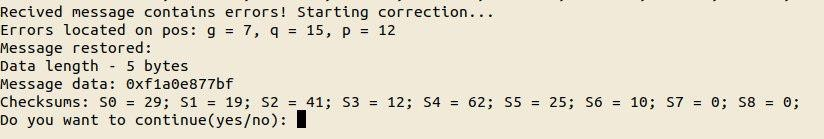 Recived message contains errors! Starting correction...
Errors located on pos: g = 7, q = 15, p = 12
Message restored:
Data length - 5 bytes
Message data: 0xf1a0e877bf
Checksums: S0 = 29; S1 = 19; S2 = 41; S3 = 12; S4 = 62; S5 = 25; S6 = 10; S7 = 0; S8 = 0;
Do you want to continue(yes/no):